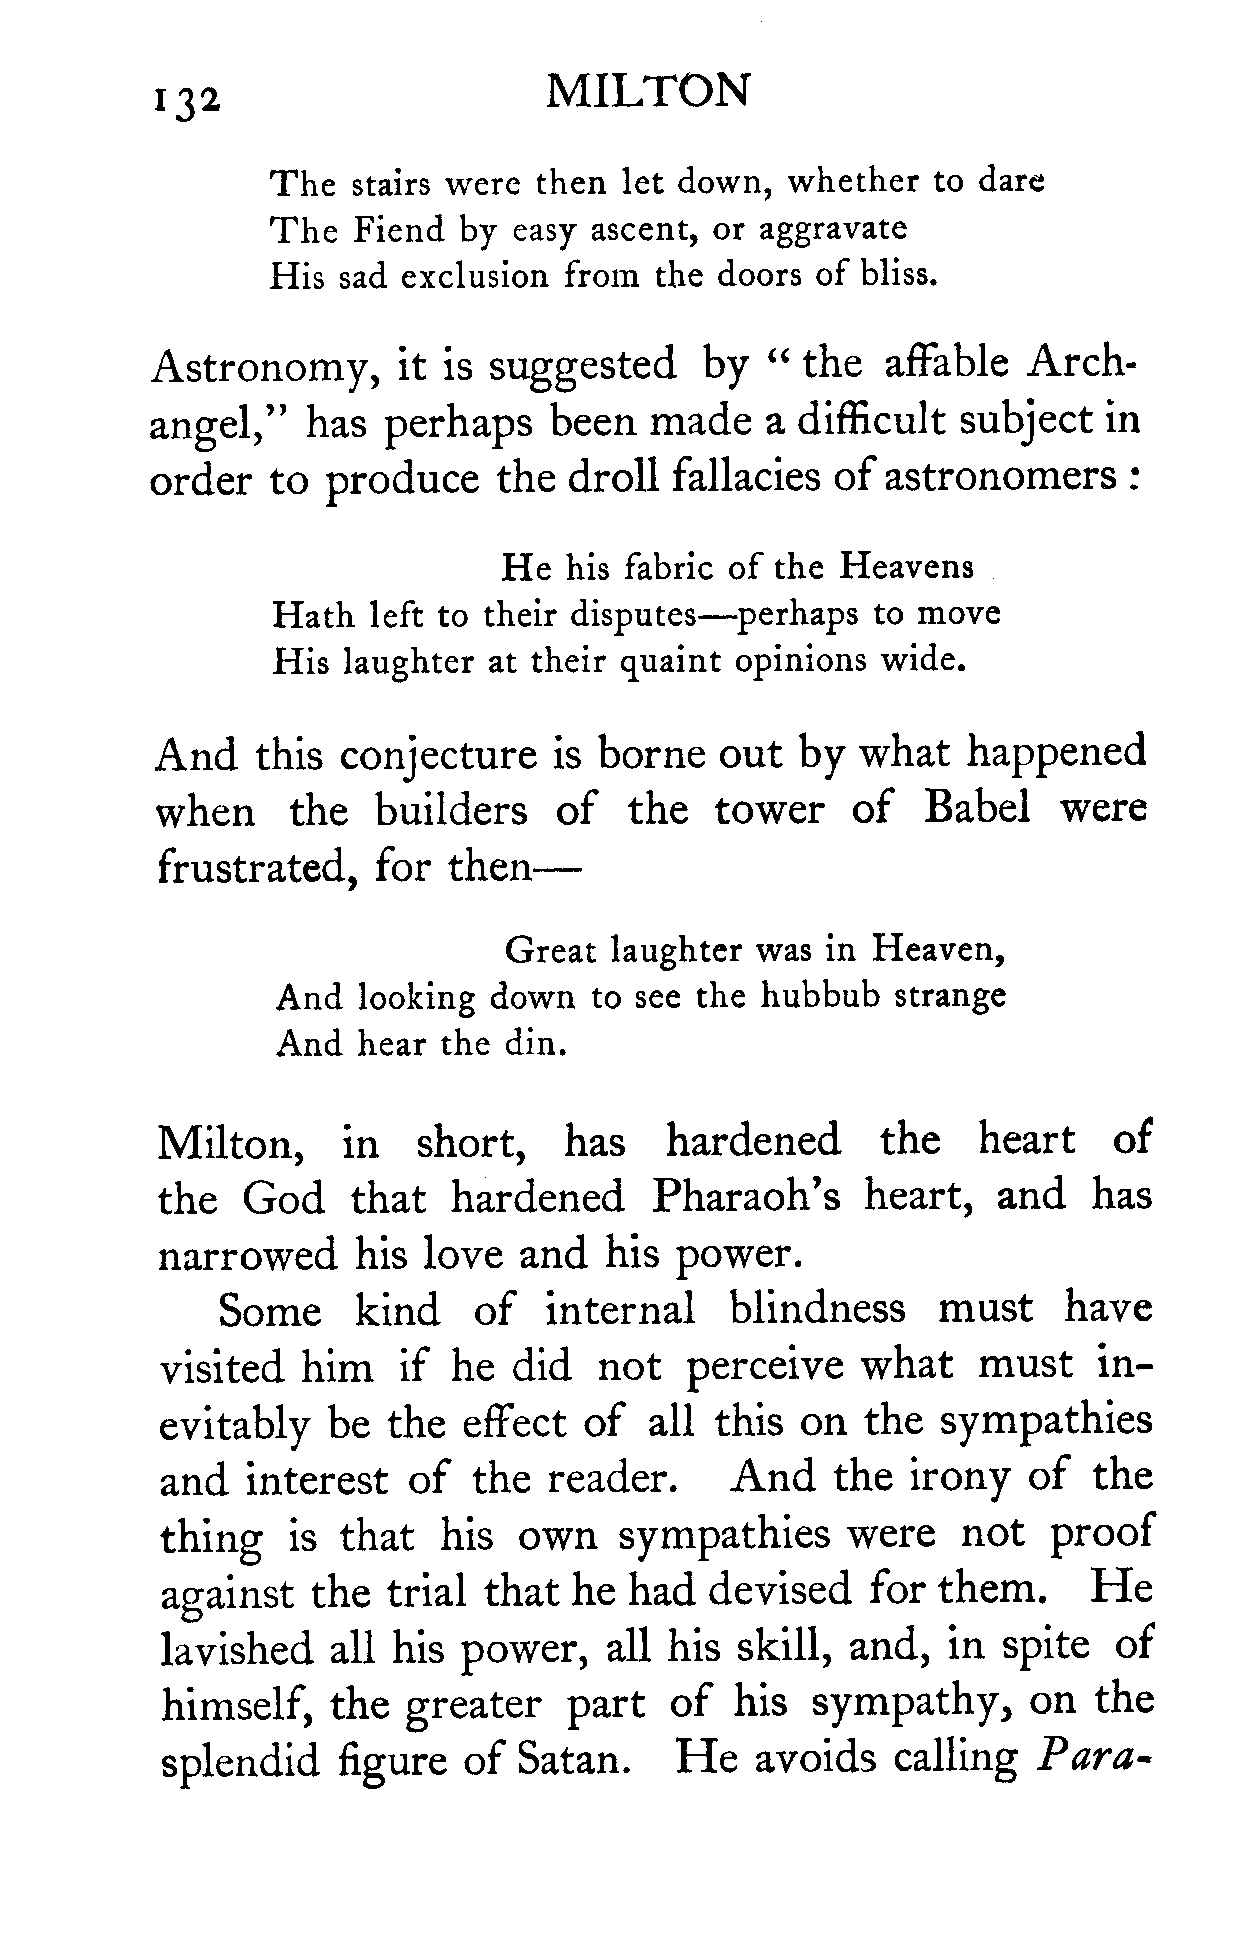 132 MILTON
The stairs were then let down, whether to dare
The Fiend by easy ascent, or aggravate
His sad exclusion from the doors of bliss.
Astronomy, it is suggested by “ the affable Arch-
angel,” has perhaps been made a difficult subject in
order to produce the droll fallacies of astronomers :
He his fabric of the Heavens
Hath left to their disputes—perhaps to move
His laughter at their quaint opinions wide.
And this conjecture is borne out by what happened
when the builders of the tower of Babel were
frustrated, for then—
Great laughter was in Heaven,
And looking down to see the hubbub strange
And hear the din.
Milton, in short, has hardened the heart of
the God that hardened Pharaoh’s heart, and has
narrowed his love and his power.
Some kind of internal blindness must have
visited him if he did not perceive what must in-
evitably be the effect of all this on the sympathies
and interest of the reader. And the irony of the
thing is that his own sympathies were not proof
against the trial that he had devised for them. He
lavished all his power, all his skill, and, in spite of
himself, the greater part of his sympathy, on the
splendid figure of Satan. He avoids calling Para-